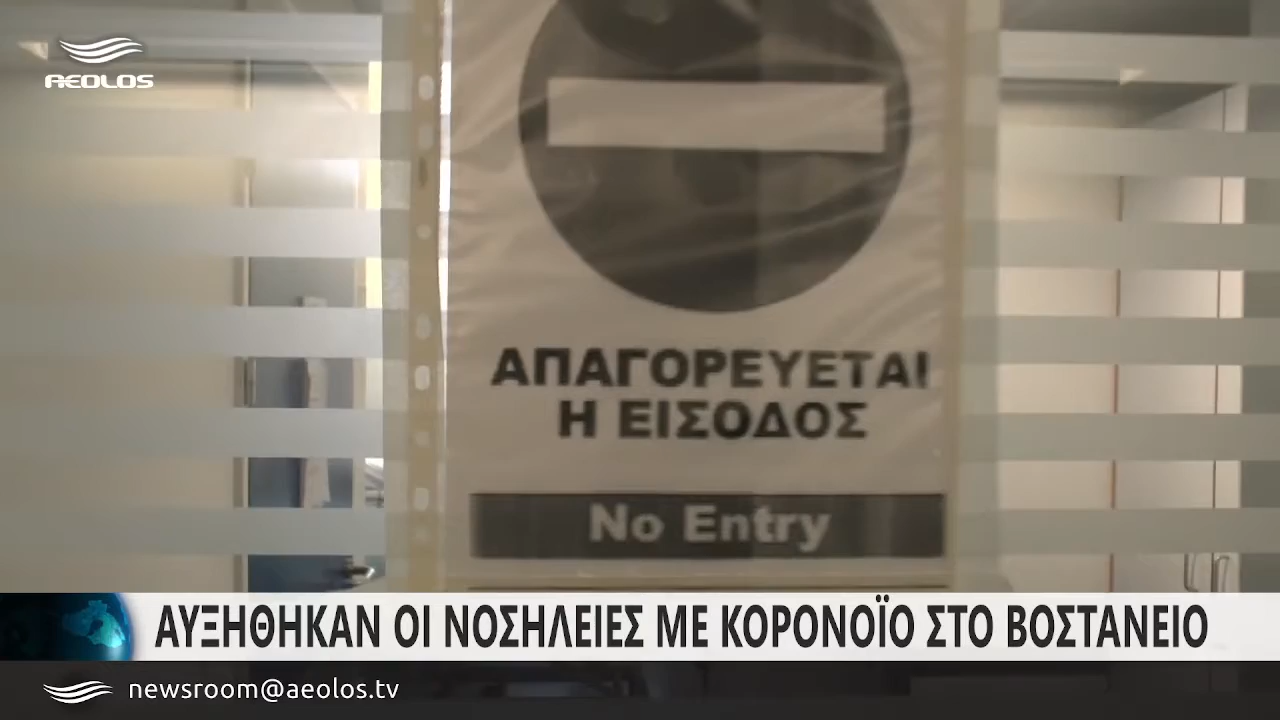 AEOLOS
ΑΠΑΓΟΡΕΥΕΤΑΙ
Η ΕΙΣΟΔΟΣ
No Entry
ΑΥΞΗΘΗΚΑΝ ΟΙ ΝΟΣΗΛΕΙΕΣ ΜΕ ΚΟΡΟΝΟΪΟ ΣΤΟ ΒΟΣΤΑΝΕΙΟ
newsroom@aeolos.tv